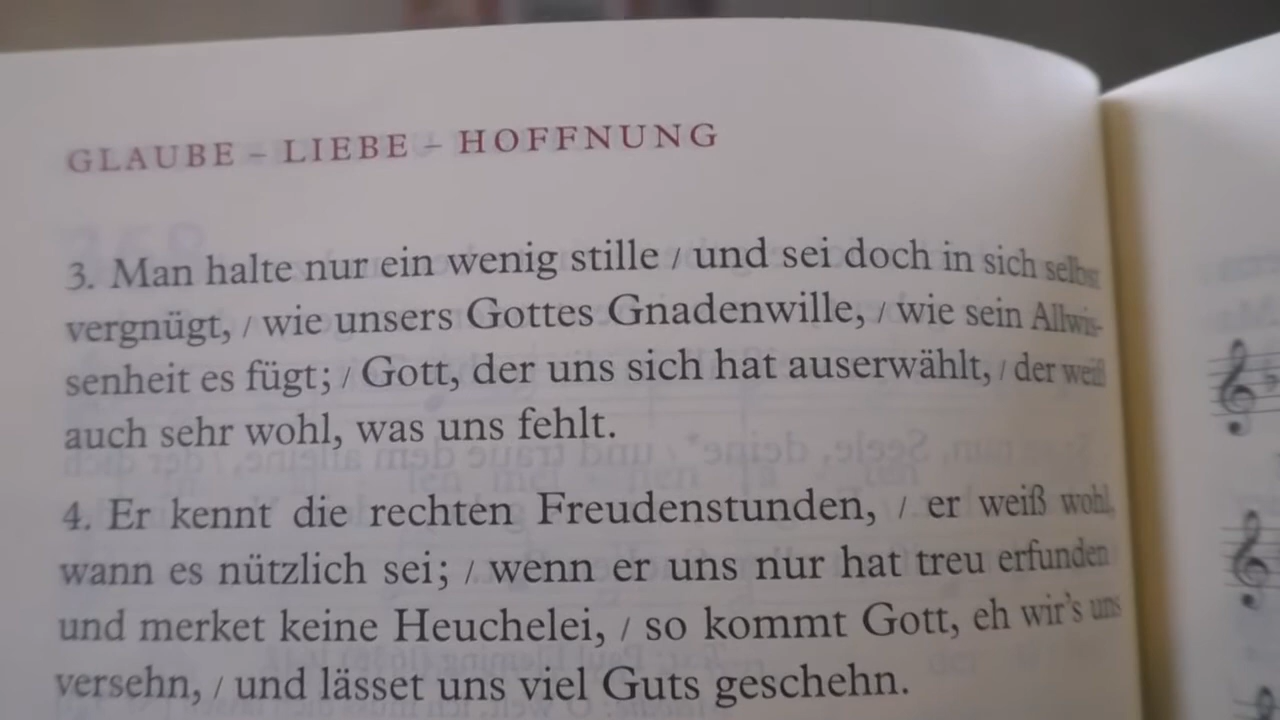 GLAUBE – LIEBE – HOFFNUNG
3. Man halte nur ein wenig stille / und sei doch in sich selbst
vergnügt, / wie unsers Gottes Gnadenwille, / wie sein Allwis-
senheit es fügt; / Gott, der uns sich hat auserwählt, / der weiß
auch sehr wohl, was uns fehlt.
4. Er kennt die rechten Freudenstunden, / er weiß wohl,
wann es nützlich sei; / wenn er uns nur hat treu erfunden
und merket keine Heuchelei, / so kommt Gott, eh wir's uns
versehn, / und lässet uns viel Guts geschehn.